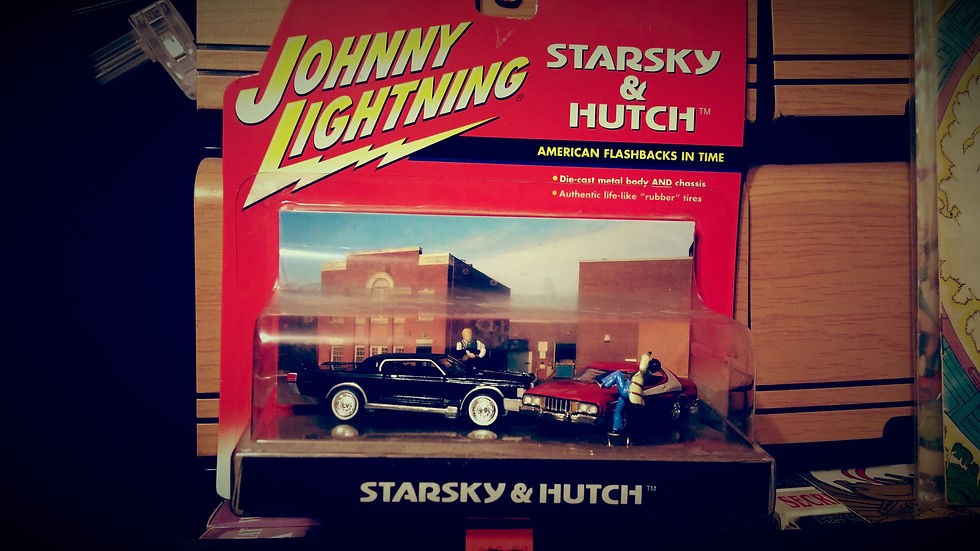 JOHNNY
LIGHTNING®
STARSKY
&
HUTCH™
AMERICAN FLASHBACKS IN TIME
• Die-cast metal body AND chassis
• Authentic life-like "rubber" tires
STARSKY & HUTCH™
SECR